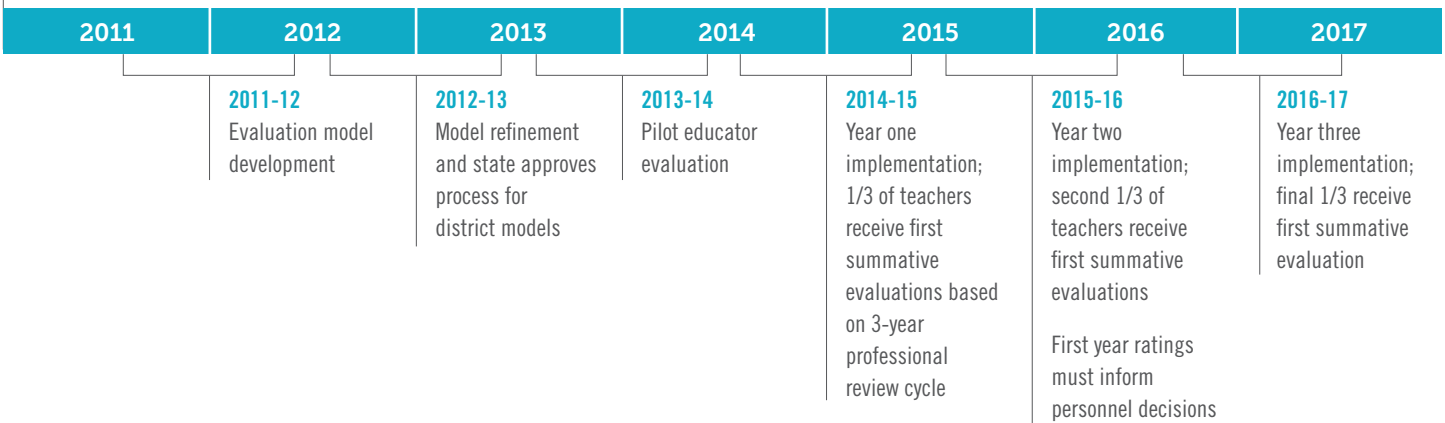 2011
2012
2013
2014
2015
2016
2017
2011-12
Evaluation model
development
2012-13
Model refinement
and state approves
process for
district models
2013-14
Pilot educator
evaluation
2014-15
Year one
implementation;
1/3 of teachers
receive first
summative
evaluations based
on 3-year
professional
review cycle
2015-16
Year two
implementation;
second 1/3 of
teachers receive
first summative
evaluations
First year ratings
must inform
personnel decisions
2016-17
Year three
implementation;
final 1/3 receive
first summative
evaluation